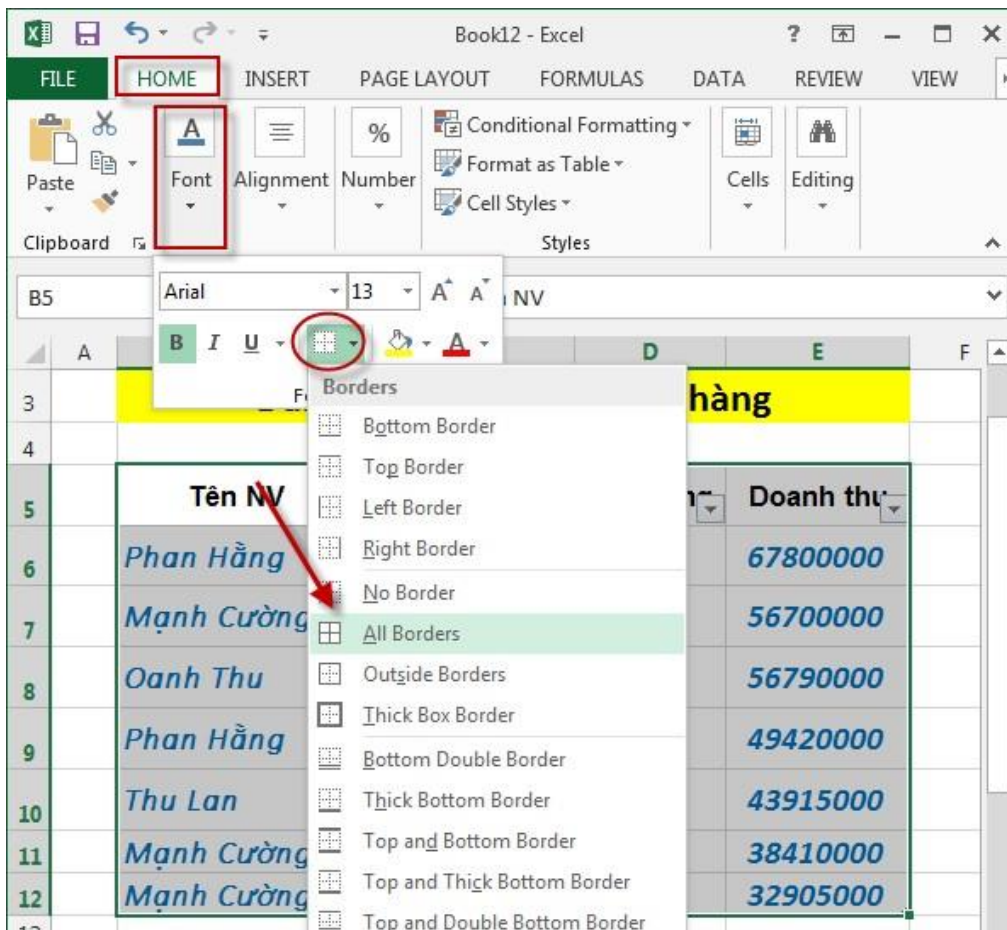 Book12 - Excel
?
FILE HOME INSERT PAGE LAYOUT FORMULAS DATA REVIEW VIEW
Paste
Clipboard
A
Font
Alignment
%
Number
Conditional Formatting
Format as Table
Cell Styles
Styles
Cells
Editing
B5
NV
Arial 13 A A
B I U A
A D E F
Borders
Bottom Border
Top Border
Left Border
Right Border
No Border
All Borders
Outside Borders
Thick Box Border
Bottom Double Border
Thick Bottom Border
Top and Bottom Border
Top and Thick Bottom Border
Top and Double Bottom Border
3 hàng
4
5 Tên NV Doanh thu
6 Phan Hằng 67800000
7 Mạnh Cường 56700000
8 Oanh Thu 56790000
9 Phan Hằng 49420000
10 Thu Lan 43915000
11 Mạnh Cường 38410000
12 Mạnh Cường 32905000